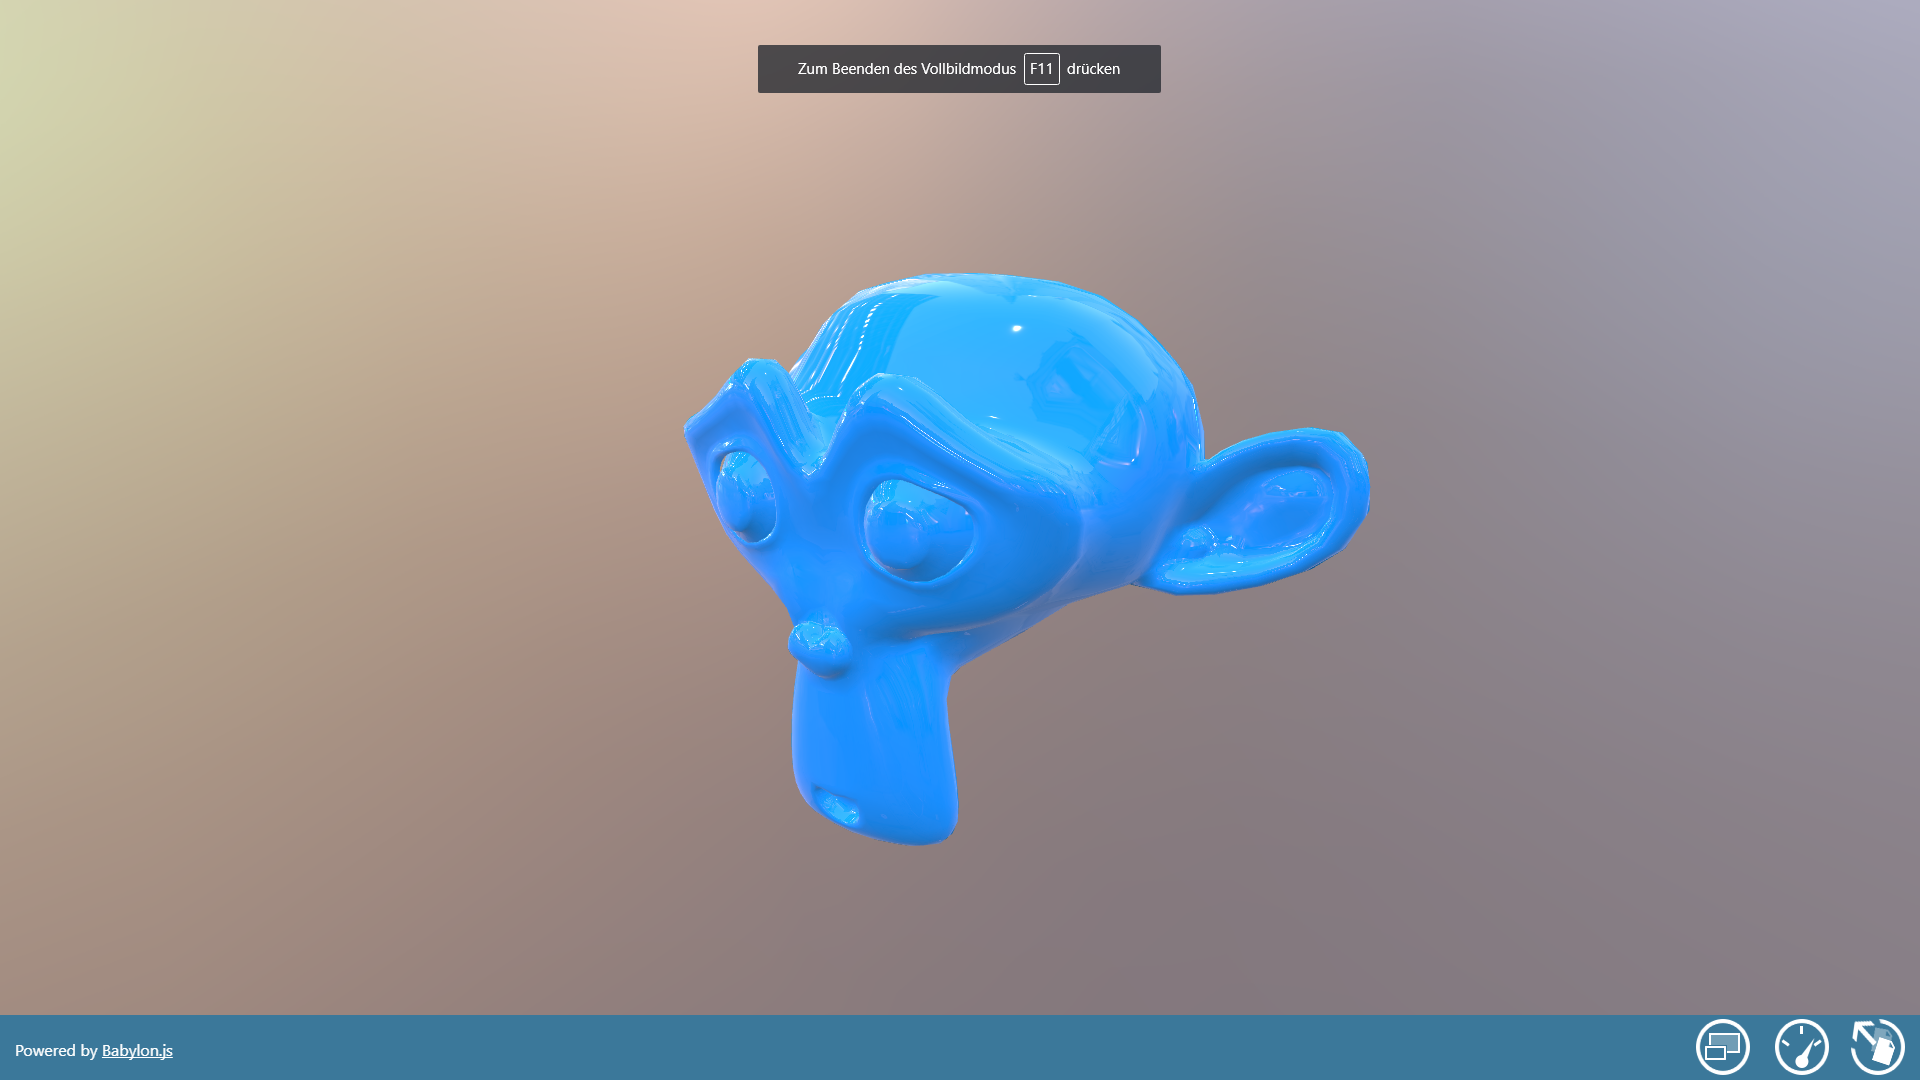 Zum Beenden des Vollbildmodus F11 drücken
Powered by Babylon.js